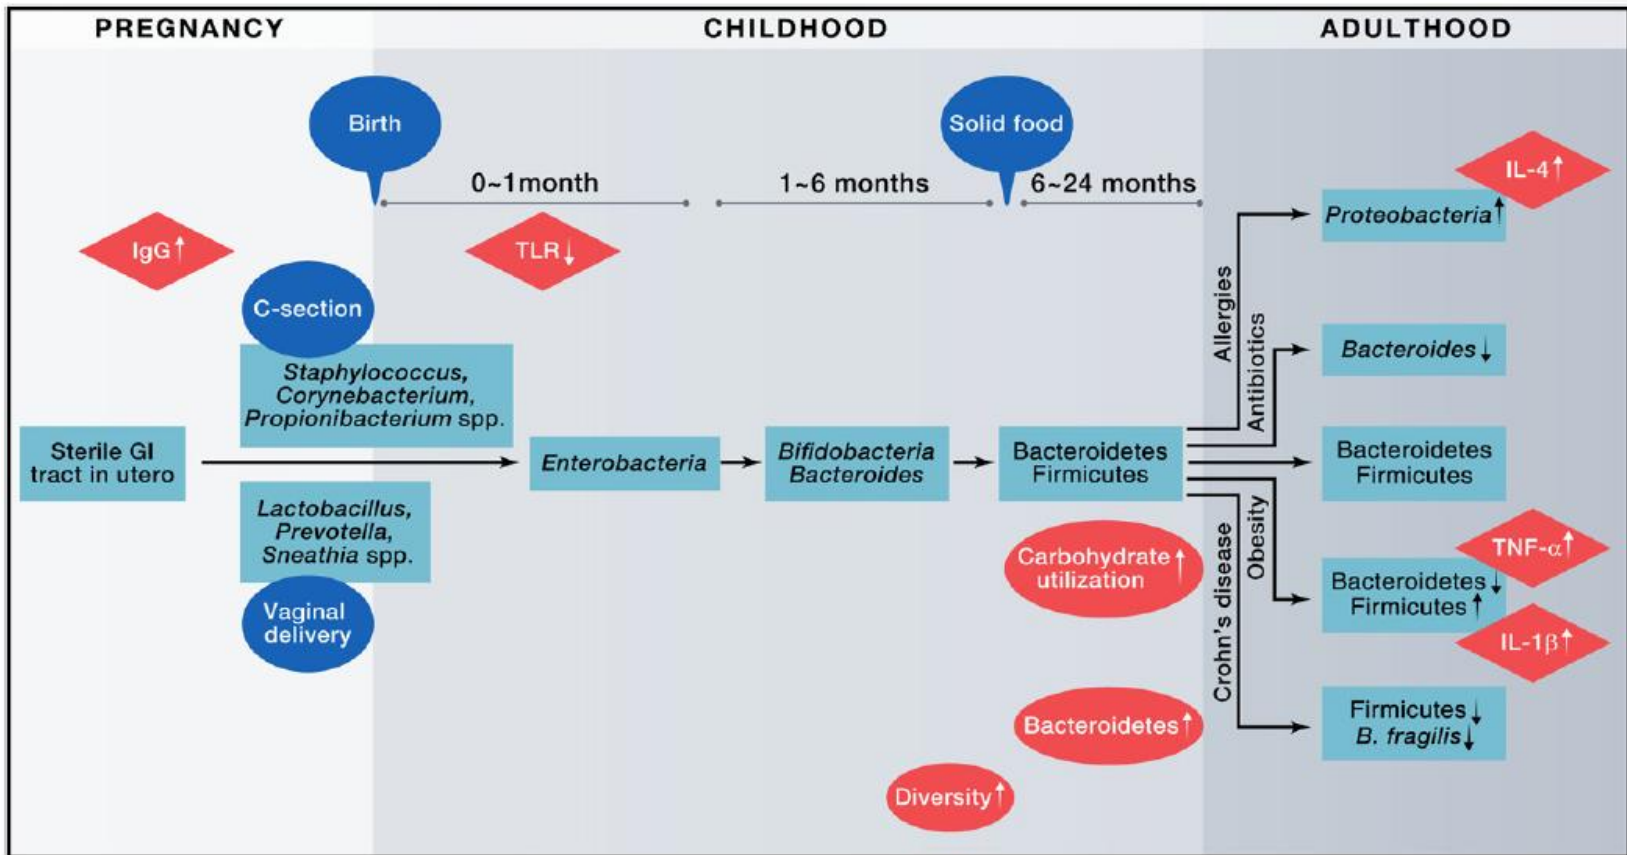 PREGNANCY
CHILDHOOD
ADULTHOOD
Birth
Solid food
0~1month
1~6 months
6~24 months
IgG↑
TLR↓
IL-4↑
Proteobacteria↑
C-section
Staphylococcus,
Corynebacterium,
Propionibacterium spp.
Allergies
Antibiotics
Bacteroides↓
Sterile GI
tract in utero
Enterobacteria
Bifidobacteria
Bacteroides
Bacteroidetes
Firmicutes
Bacteroidetes
Firmicutes
Lactobacillus,
Prevotella,
Sneathia spp.
Vaginal
delivery
Carbohydrate↑
utilization
Crohn's disease
Obesity
TNF-α↑
Bacteroidetes↓
Firmicutes↑
IL-1β↑
Bacteroidetes↑
Firmicutes↓
B. fragilis↓
Diversity↑